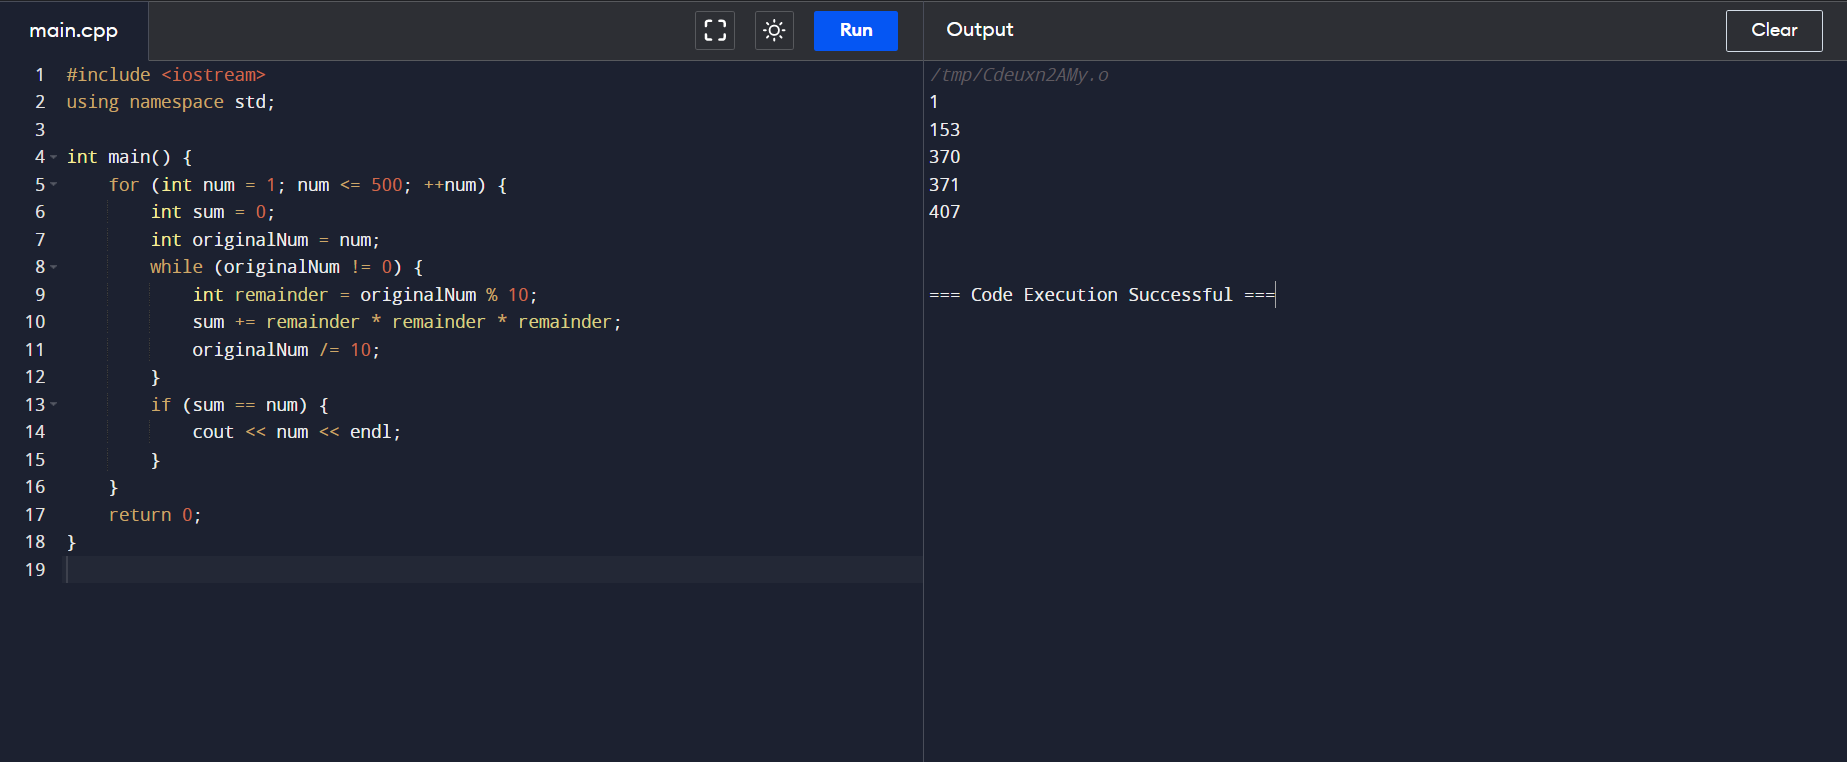 main.cpp
Run
Output
Clear
1 #include <iostream>
2 using namespace std;
3
4 int main() {
5     for (int num = 1; num <= 500; ++num) {
6         int sum = 0;
7         int originalNum = num;
8         while (originalNum != 0) {
9             int remainder = originalNum % 10;
10             sum += remainder * remainder * remainder;
11             originalNum /= 10;
12         }
13         if (sum == num) {
14             cout << num << endl;
15         }
16     }
17     return 0;
18 }
19
/tmp/Cdeuxn2AMy.o
1
153
370
371
407
=== Code Execution Successful ===